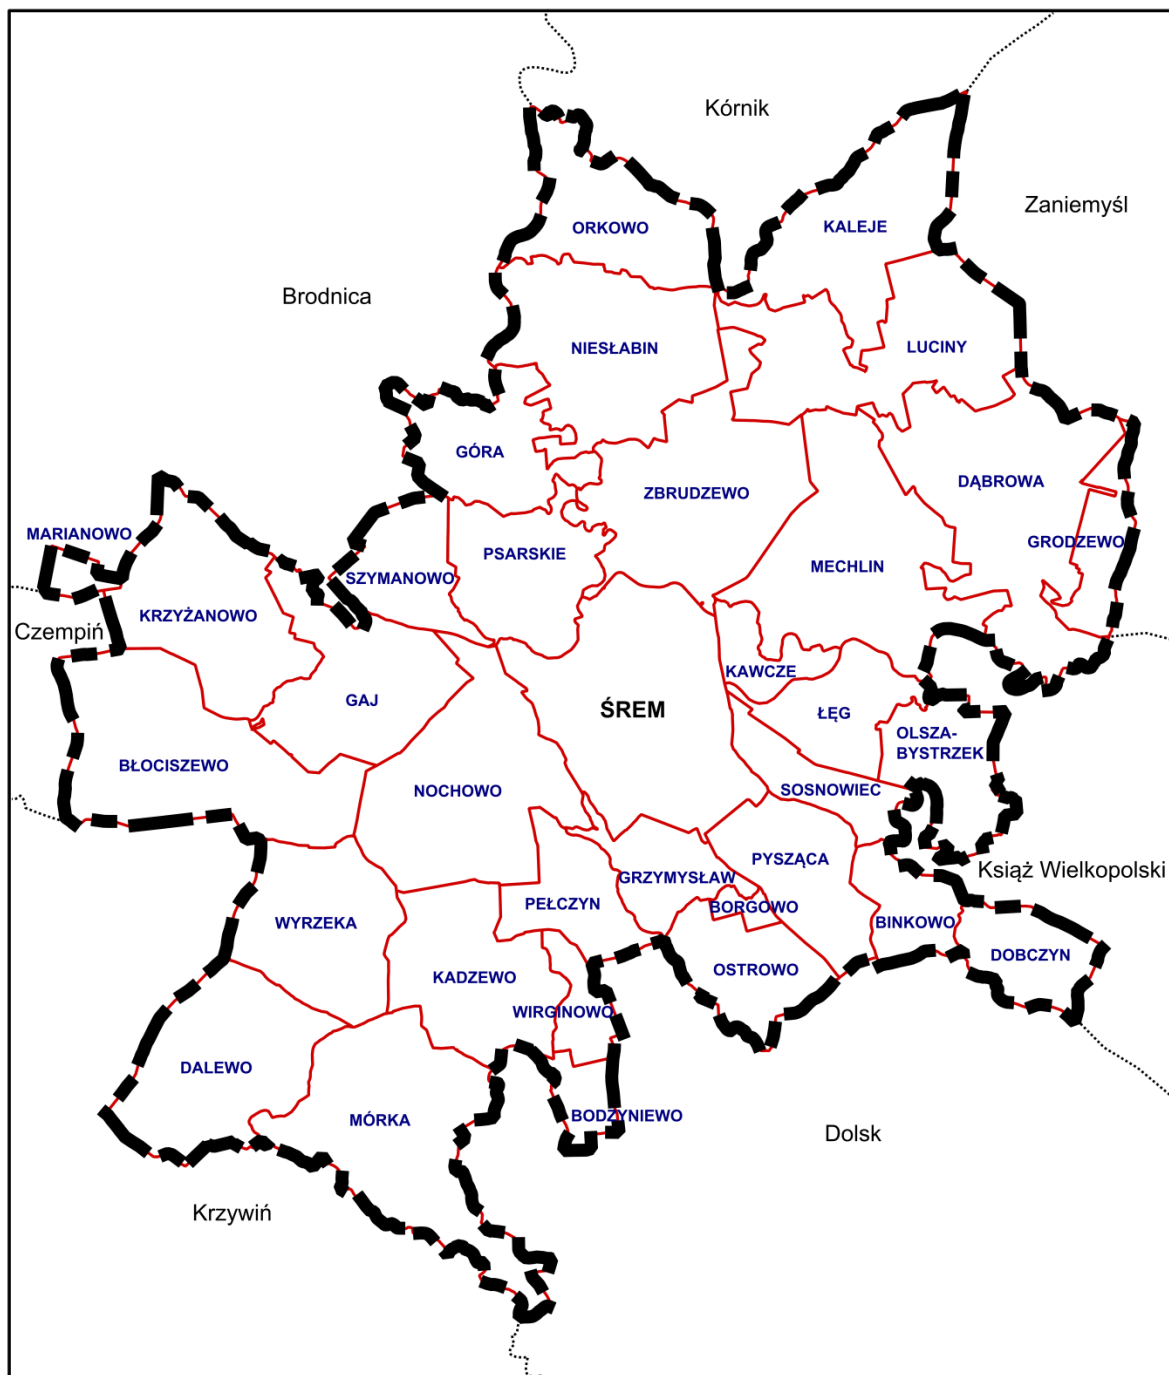 Kórnik
Zaniemyśl
ORKOWO
KALEJE
Brodnica
NIESŁABIN
LUCINY
GÓRA
ZBRUDZEWO
DĄBROWA
MARIANOWO
PSARSKIE
GRODZEWO
SZYMANOWO
MECHLIN
KRZYŻANOWO
Czempiń
KAWCZE
GAJ
ŚREM
ŁĘG
OLSZA-
BYSTRZEK
BŁOCISZEWO
NOCHOWO
SOSNOWIEC
PYSZĄCA
Książ Wielkopolski
GRZYMYSŁAW
PEŁCZYN
BORGOWO
WYRZEKA
BINKOWO
DOBCZYN
KADZEWO
OSTROWO
WIRGINOWO
DALEWO
MÓRKA
BODZYNIEWO
Dolsk
Krzywiń